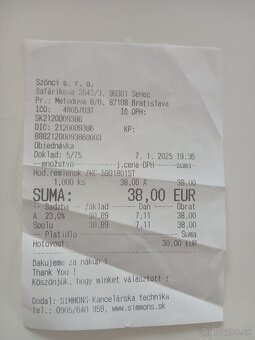 Szönci s. r. o.
Šafárikova 3543/3, 90301 Senec
Pr.: Metodova 6/6, 82108 Bratislava
ICO: 48057037 IC DPH:
SK2120009386
DIC: 2120009386 KP:
88821200093860003
Objednávka
Doklad: 5/75 7. 1. 2025 19:36
množstvo j.cena-DPH suma
Hod.remienok ZRC 5991801ST
1,000 ks 38,00 A 38,00
SUMA: 38,00 EUR
Sadzba Základ Daň Obrat
A 23,0% 30,89 7,11 38,00
Spolu 30,89 7,11 38,00
Platidlo Suma
Hotovosť: 38,00 EUR
Ďakujeme za nákup !
Thank You !
Köszönjük, hogy minket választott !
Dodal: SIMMONS-Kancelárska technika
tel.: 0905/640 959, www.simmons.sk